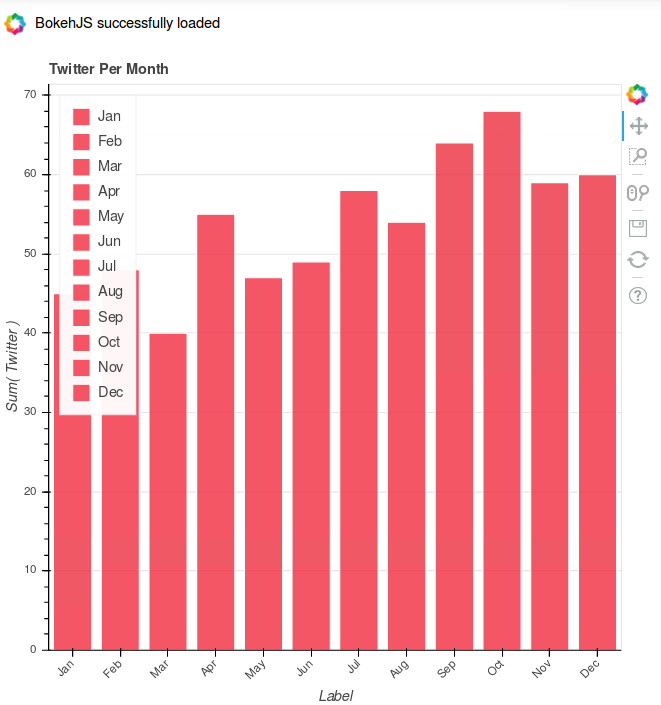 BokehJS successfully loaded
Twitter Per Month
70
60
50
40
30
20
10
0
Sum( Twitter )
Jan
Feb
Mar
Apr
May
Jun
Jul
Aug
Sep
Oct
Nov
Dec
Jan
Feb
Mar
Apr
May
Jun
Jul
Aug
Sep
Oct
Nov
Dec
Label